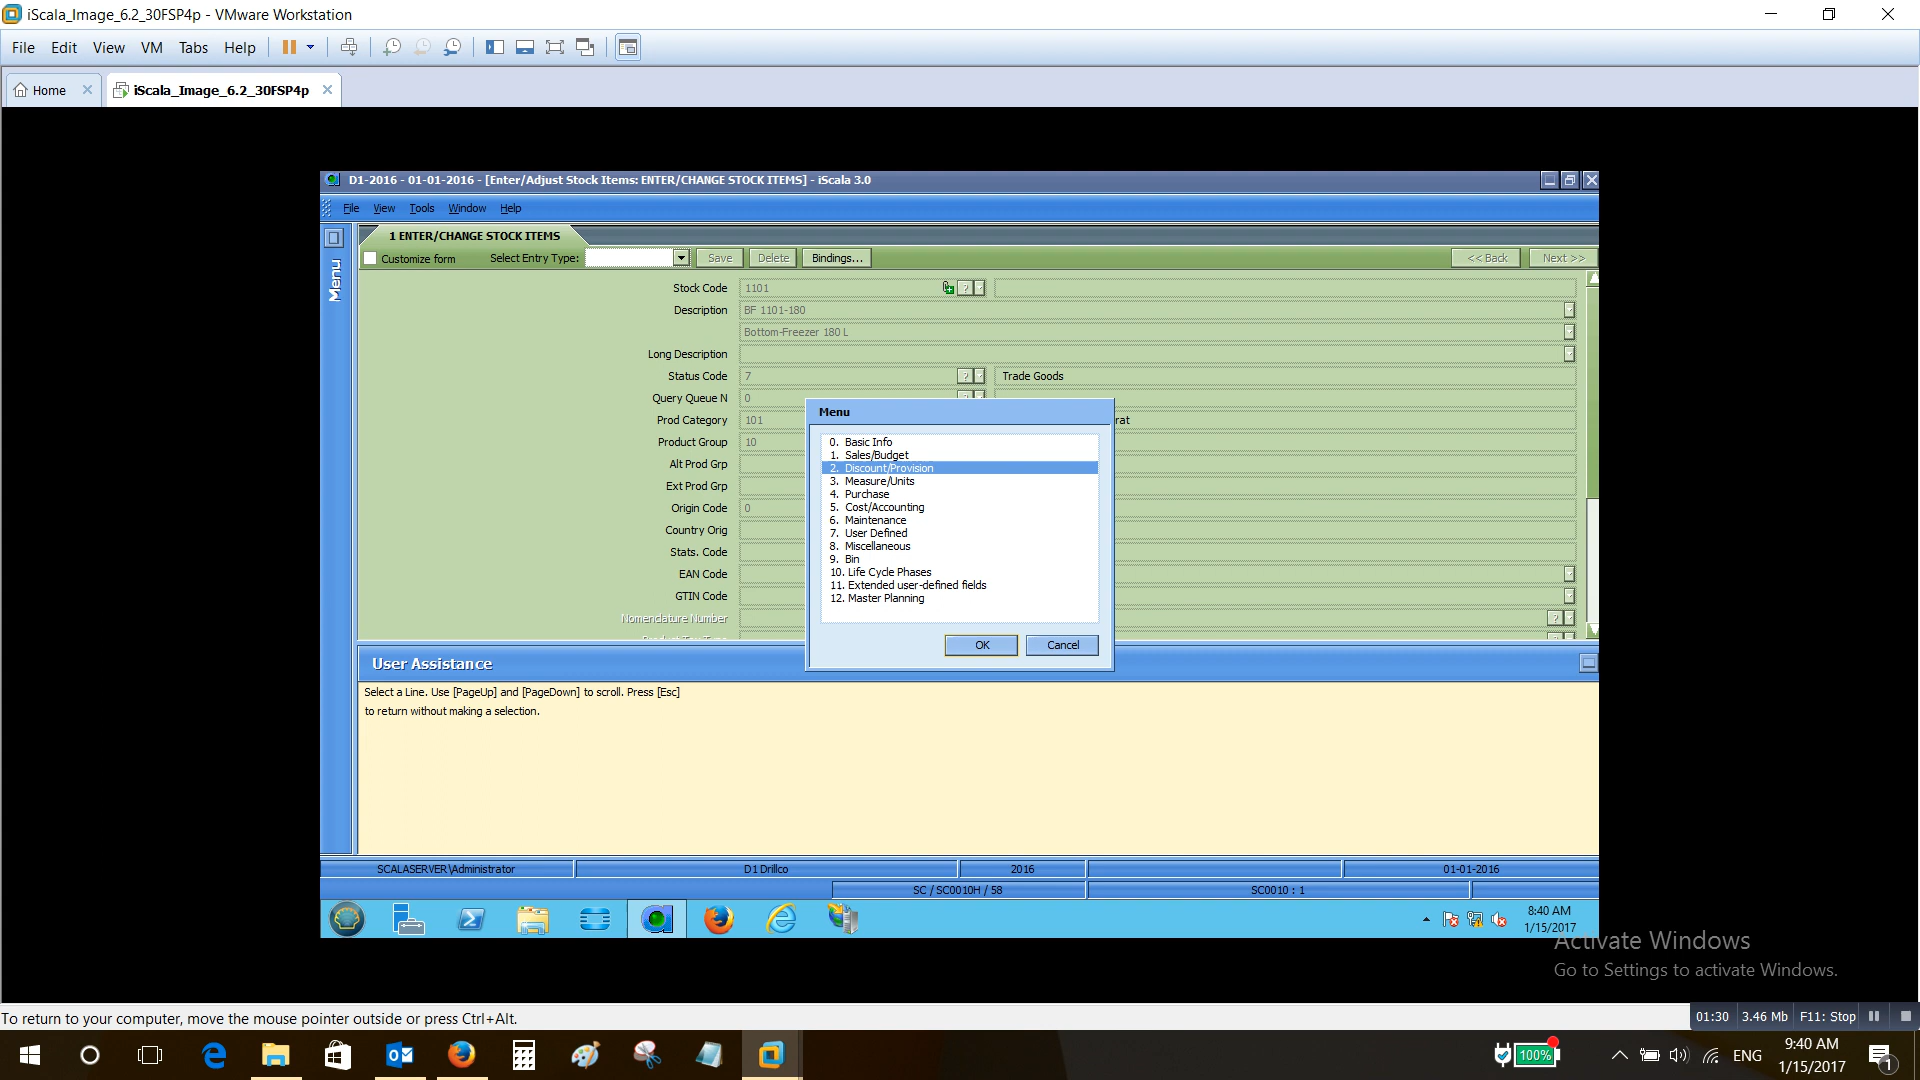 iScala_Image_6.2_30FSP4p - VMware Workstation
File Edit View VM Tabs Help
Home iScala_Image_6.2_30FSP4p
D1-2016 - 01-01-2016 - [Enter/Adjust Stock Items: ENTER/CHANGE STOCK ITEMS] - iScala 3.0
File View Tools Window Help
1 ENTER/CHANGE STOCK ITEMS
Customize form Select Entry Type: Save Delete Bindings... << Back Next >>
Menu
Stock Code 1101
Description BF 1101-180
Bottom-Freezer 180 L
Long Description
Status Code 7 Trade Goods
Query Queue N 0
Prod Category 101 rat
Product Group 10
Alt Prod Grp
Ext Prod Grp
Origin Code 0
Country Orig
Stats. Code
EAN Code
GTIN Code
Nomenclature Number
Menu
0. Basic Info
1. Sales/Budget
2. Discount/Provision
3. Measure/Units
4. Purchase
5. Cost/Accounting
6. Maintenance
7. User Defined
8. Miscellaneous
9. Bin
10. Life Cycle Phases
11. Extended user-defined fields
12. Master Planning
OK Cancel
User Assistance
Select a Line. Use [PageUp] and [PageDown] to scroll. Press [Esc]
to return without making a selection.
SCALASERVER\Administrator D1 Drillco 2016 01-01-2016
SC / SC0010H / 58 SC0010 : 1
8:40 AM
1/15/2017
Activate Windows
Go to Settings to activate Windows.
To return to your computer, move the mouse pointer outside or press Ctrl+Alt.
01:30 3.46 Mb F11: Stop
100% ENG 9:40 AM
1/15/2017
1